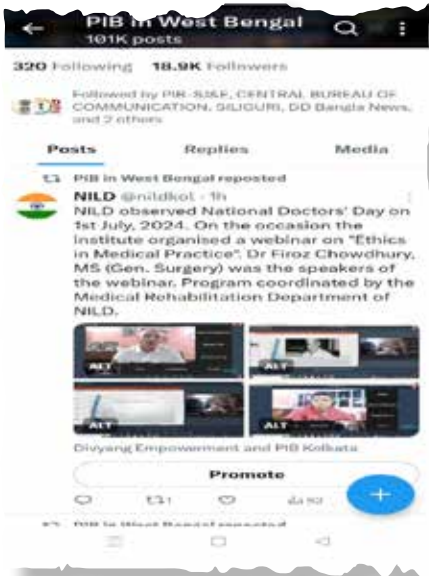 PIB in West Bengal
101K posts
320 Following 18.9K Followers
Followed by PIB-SJ&E, CENTRAL BUREAU OF
COMMUNICATION, SILIGURI, DD Bangla News,
and 2 others
Posts Replies Media
PIB in West Bengal reposted
NILD @nildkol · 1h
NILD observed National Doctors' Day on
1st July, 2024. On the occasion the
Institute organised a webinar on "Ethics
in Medical Practice". Dr Firoz Chowdhury,
MS (Gen. Surgery) was the speakers of
the webinar. Program coordinated by the
Medical Rehabilitation Department of
NILD.
ALT ALT
ALT ALT
Divyang Empowerment and PIB Kolkata
Promote
1
PIB in West Bengal reposted